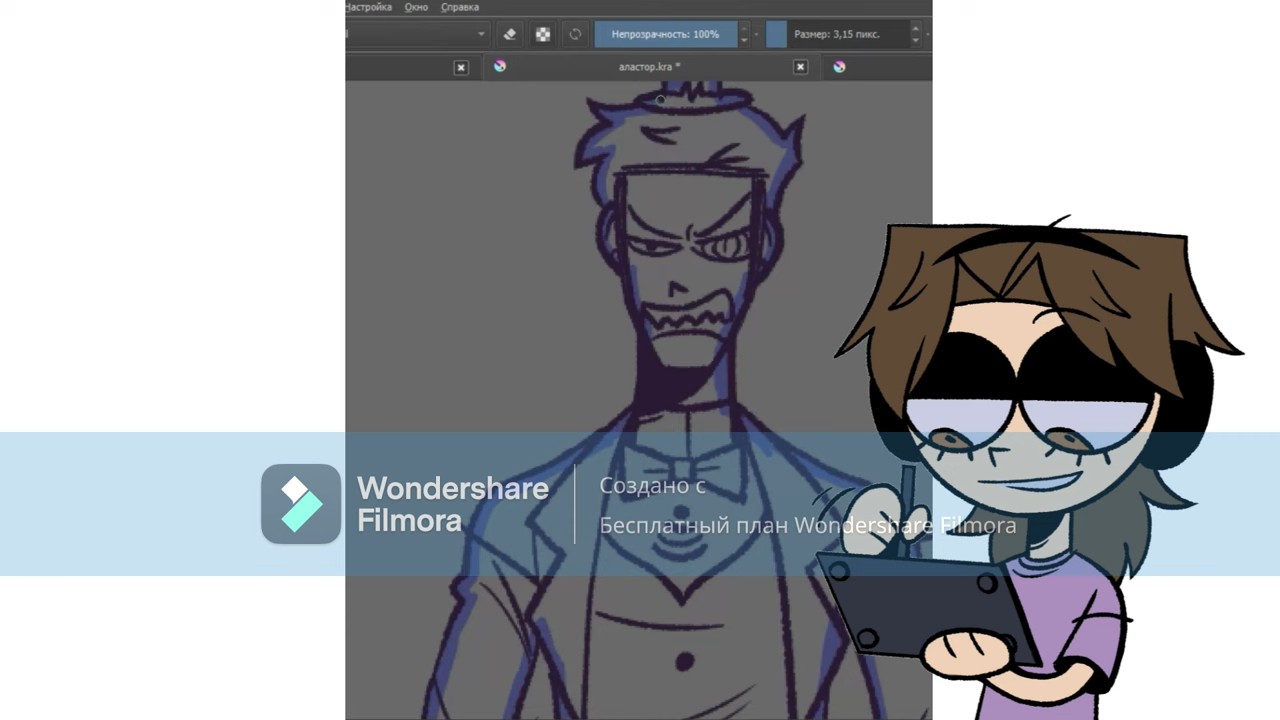 Настройка Окно Справка
Непрозрачность: 100%
Размер: 3,15 пикс.
аластор.kra *
Wondershare
Filmora
Создано с
Бесплатный план Wondershare Filmora